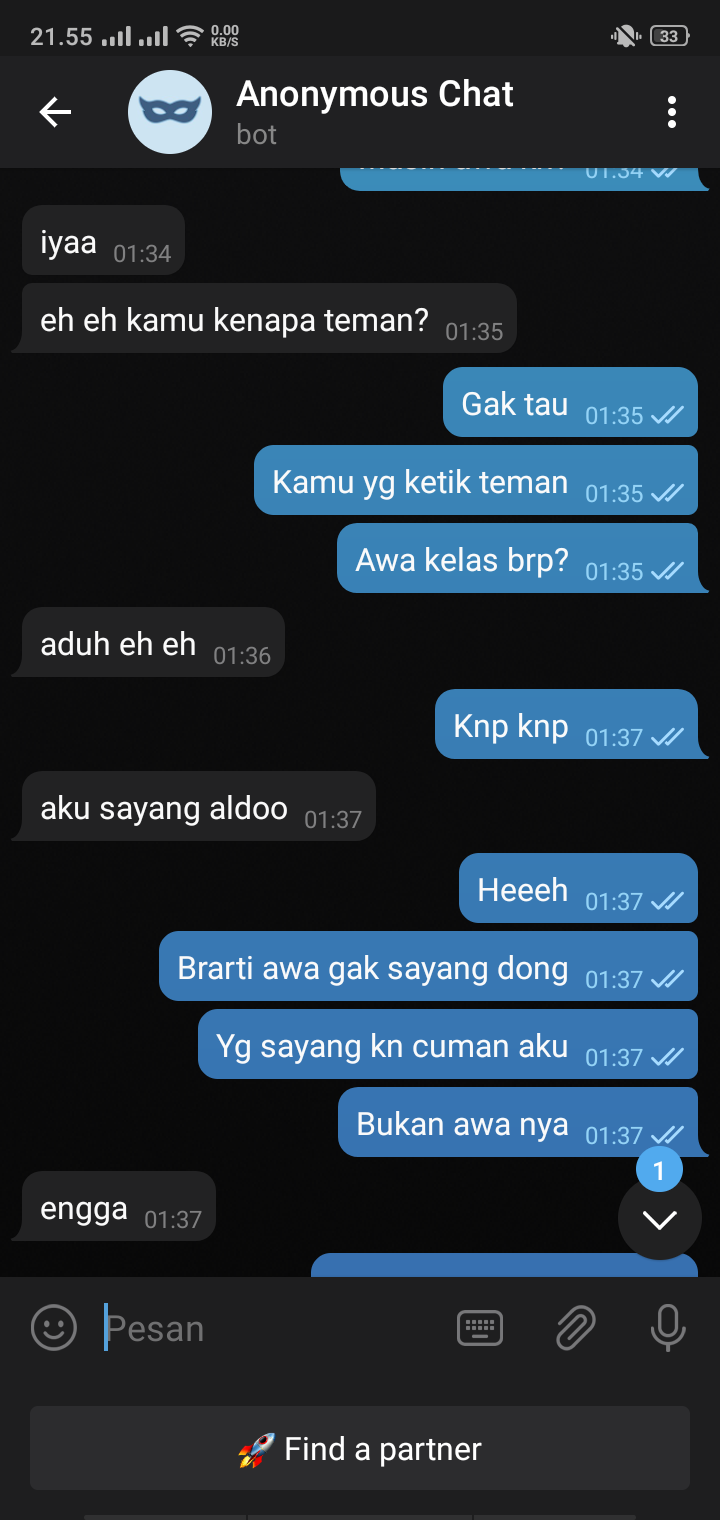 21.55 0.00 KB/S 33
Anonymous Chat
bot
01:34
iyaa 01:34
eh eh kamu kenapa teman? 01:35
Gak tau 01:35
Kamu yg ketik teman 01:35
Awa kelas brp? 01:35
aduh eh eh 01:36
Knp knp 01:37
aku sayang aldoo 01:37
Heeeh 01:37
Brarti awa gak sayang dong 01:37
Yg sayang kn cuman aku 01:37
Bukan awa nya 01:37
1
engga 01:37
Pesan
🚀 Find a partner